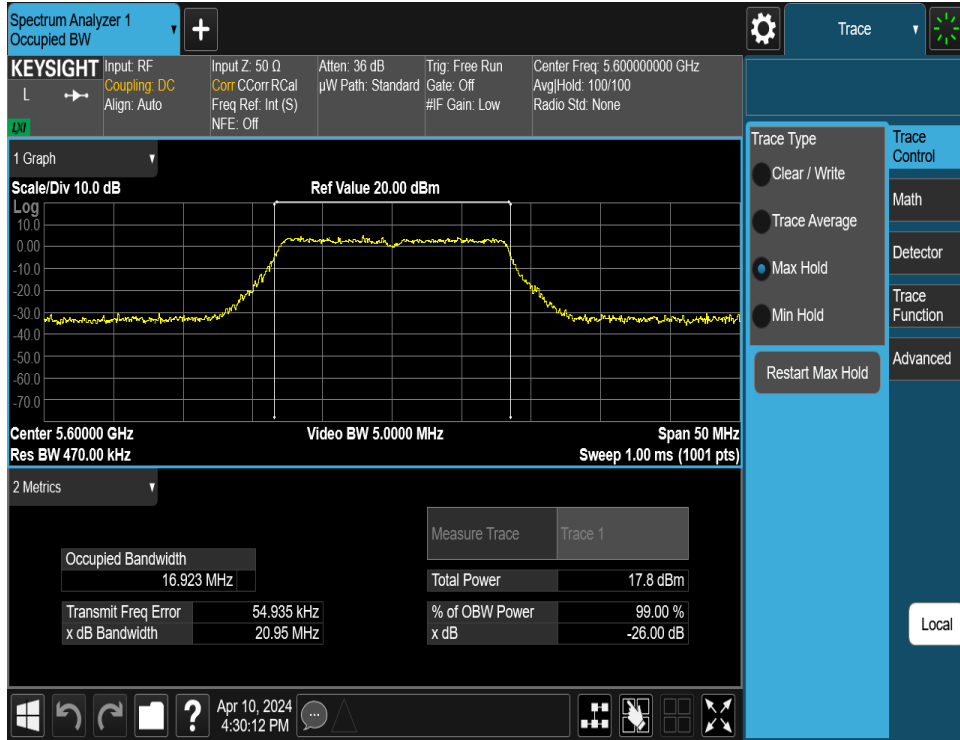 Spectrum Analyzer 1
Occupied BW
+
Trace
KEYSIGHT
L
LXI
Input: RF
Coupling: DC
Align: Auto
Input Z: 50 Ω
Corr CCorr RCal
Freq Ref: Int (S)
NFE: Off
Atten: 36 dB
µW Path: Standard
Trig: Free Run
Gate: Off
#IF Gain: Low
Center Freq: 5.600000000 GHz
Avg|Hold: 100/100
Radio Std: None
1 Graph
Scale/Div 10.0 dB
Ref Value 20.00 dBm
Log
10.0
0.00
-10.0
-20.0
-30.0
-40.0
-50.0
-60.0
-70.0
Center 5.60000 GHz
Video BW 5.0000 MHz
Span 50 MHz
Res BW 470.00 kHz
Sweep 1.00 ms (1001 pts)
2 Metrics
Measure Trace Trace 1
Occupied Bandwidth
16.923 MHz
Total Power 17.8 dBm
Transmit Freq Error 54.935 kHz
% of OBW Power 99.00 %
x dB Bandwidth 20.95 MHz
x dB -26.00 dB
?
Apr 10, 2024
4:30:12 PM
Trace Type
Clear / Write
Trace Average
Max Hold
Min Hold
Restart Max Hold
Trace
Control
Math
Detector
Trace
Function
Advanced
Local